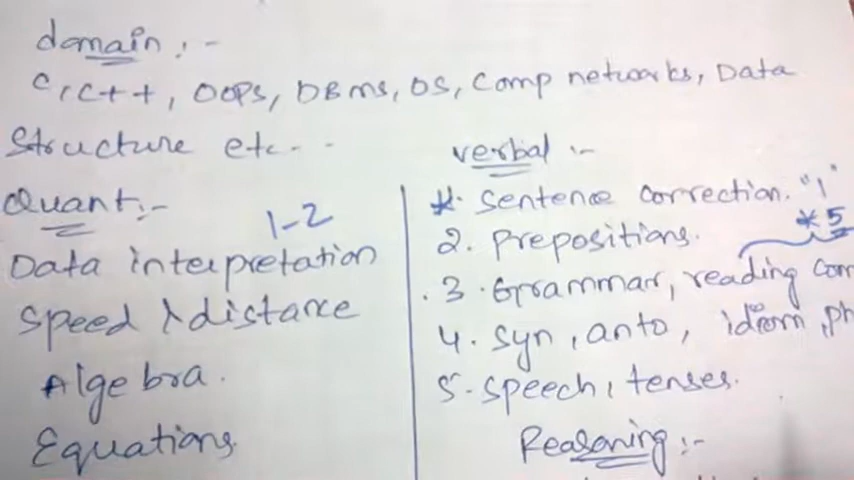 domain :-
C, C++, OOPS, DBMS, OS, Comp networks, Data
Structure etc - -
Quant :-
1-2
Data interpretation
Speed & distance
Algebra.
Equations.
verbal :-
*. Sentence correction. "1"
2. Prepositions.
* 5
3. Grammar, reading com
4. Syn, anto, idiom, ph
5. Speech, tenses.
Reasoning :-